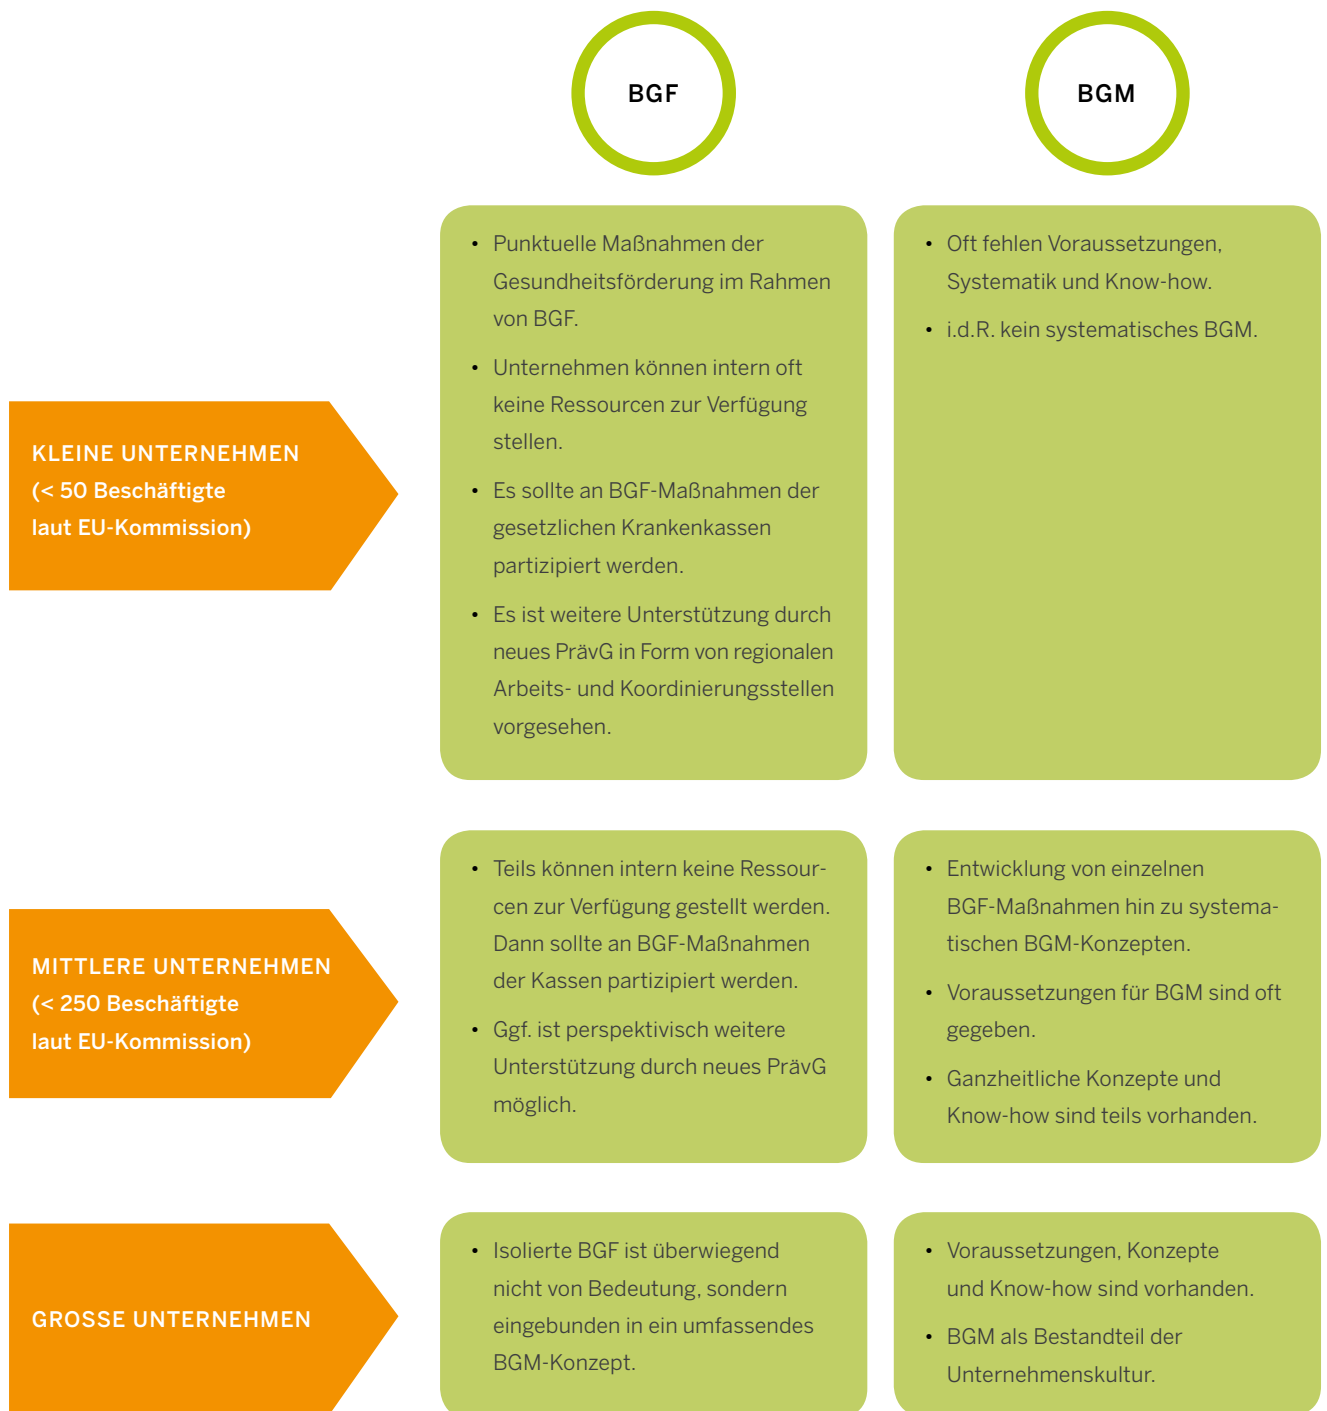 BGF
BGM
KLEINE UNTERNEHMEN
(< 50 Beschäftigte
laut EU-Kommission)
• Punktuelle Maßnahmen der
Gesundheitsförderung im Rahmen
von BGF.
• Unternehmen können intern oft
keine Ressourcen zur Verfügung
stellen.
• Es sollte an BGF-Maßnahmen der
gesetzlichen Krankenkassen
partizipiert werden.
• Es ist weitere Unterstützung durch
neues PrävG in Form von regionalen
Arbeits- und Koordinierungsstellen
vorgesehen.
• Oft fehlen Voraussetzungen,
Systematik und Know-how.
• i.d.R. kein systematisches BGM.
MITTLERE UNTERNEHMEN
(< 250 Beschäftigte
laut EU-Kommission)
• Teils können intern keine Ressour-
cen zur Verfügung gestellt werden.
Dann sollte an BGF-Maßnahmen
der Kassen partizipiert werden.
• Ggf. ist perspektivisch weitere
Unterstützung durch neues PrävG
möglich.
• Entwicklung von einzelnen
BGF-Maßnahmen hin zu systema-
tischen BGM-Konzepten.
• Voraussetzungen für BGM sind oft
gegeben.
• Ganzheitliche Konzepte und
Know-how sind teils vorhanden.
GROSSE UNTERNEHMEN
• Isolierte BGF ist überwiegend
nicht von Bedeutung, sondern
eingebunden in ein umfassendes
BGM-Konzept.
• Voraussetzungen, Konzepte
und Know-how sind vorhanden.
• BGM als Bestandteil der
Unternehmenskultur.